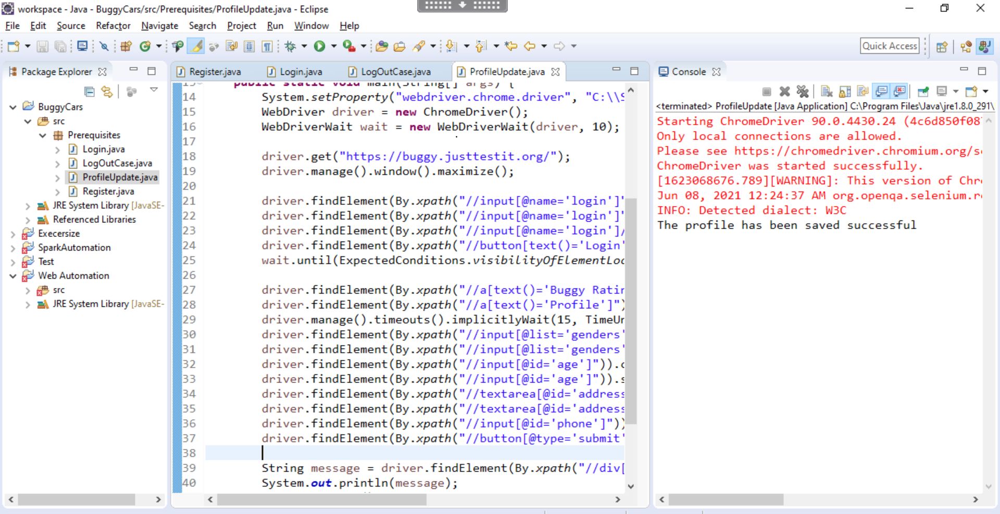 workspace - Java - BuggyCars/src/Prerequisites/ProfileUpdate.java - Eclipse
File Edit Source Refactor Navigate Search Project Run Window Help
Quick Access
Package Explorer
BuggyCars
src
Prerequisites
Login.java
LogOutCase.java
ProfileUpdate.java
Register.java
JRE System Library [JavaSE-
Referenced Libraries
Execersize
SparkAutomation
Test
Web Automation
src
JRE System Library [JavaSE-
Register.java Login.java LogOutCase.java ProfileUpdate.java
13 public static void main(String[] args) {
14 System.setProperty("webdriver.chrome.driver", "C:\\S
15 WebDriver driver = new ChromeDriver();
16 WebDriverWait wait = new WebDriverWait(driver, 10);
17
18 driver.get("https://buggy.justtestit.org/");
19 driver.manage().window().maximize();
20
21 driver.findElement(By.xpath("//input[@name='login']"
22 driver.findElement(By.xpath("//input[@name='login']"
23 driver.findElement(By.xpath("//input[@name='login']/
24 driver.findElement(By.xpath("//button[text()='Login'
25 wait.until(ExpectedConditions.visibilityOfElementLoc
26
27 driver.findElement(By.xpath("//a[text()='Buggy Ratin
28 driver.findElement(By.xpath("//a[text()='Profile']")
29 driver.manage().timeouts().implicitlyWait(15, TimeUn
30 driver.findElement(By.xpath("//input[@list='genders'
31 driver.findElement(By.xpath("//input[@list='genders'
32 driver.findElement(By.xpath("//input[@id='age']")).c
33 driver.findElement(By.xpath("//input[@id='age']")).s
34 driver.findElement(By.xpath("//textarea[@id='address
35 driver.findElement(By.xpath("//textarea[@id='address
36 driver.findElement(By.xpath("//input[@id='phone']"))
37 driver.findElement(By.xpath("//button[@type='submit'
38
39 String message = driver.findElement(By.xpath("//div[
40 System.out.println(message);
Console
<terminated> ProfileUpdate [Java Application] C:\Program Files\Java\jre1.8.0_291\
Starting ChromeDriver 90.0.4430.24 (4c6d850f08
Only local connections are allowed.
Please see https://chromedriver.chromium.org/s
ChromeDriver was started successfully.
[1623068676.789][WARNING]: This version of Chr
Jun 08, 2021 12:24:37 AM org.openqa.selenium.r
INFO: Detected dialect: W3C
The profile has been saved successful